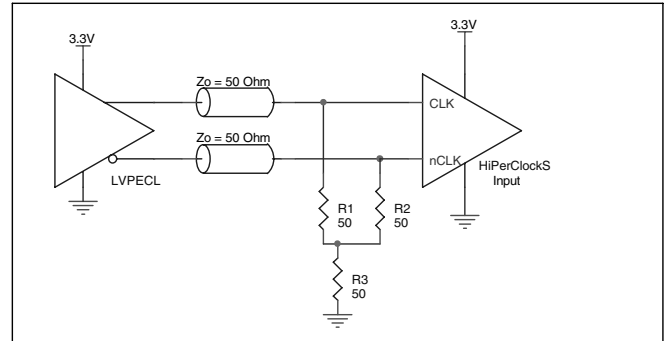 3.3V
3.3V
Zo = 50 Ohm
CLK
Zo = 50 Ohm
nCLK
LVPECL
HiPerClockS
Input
R1
50
R2
50
R3
50